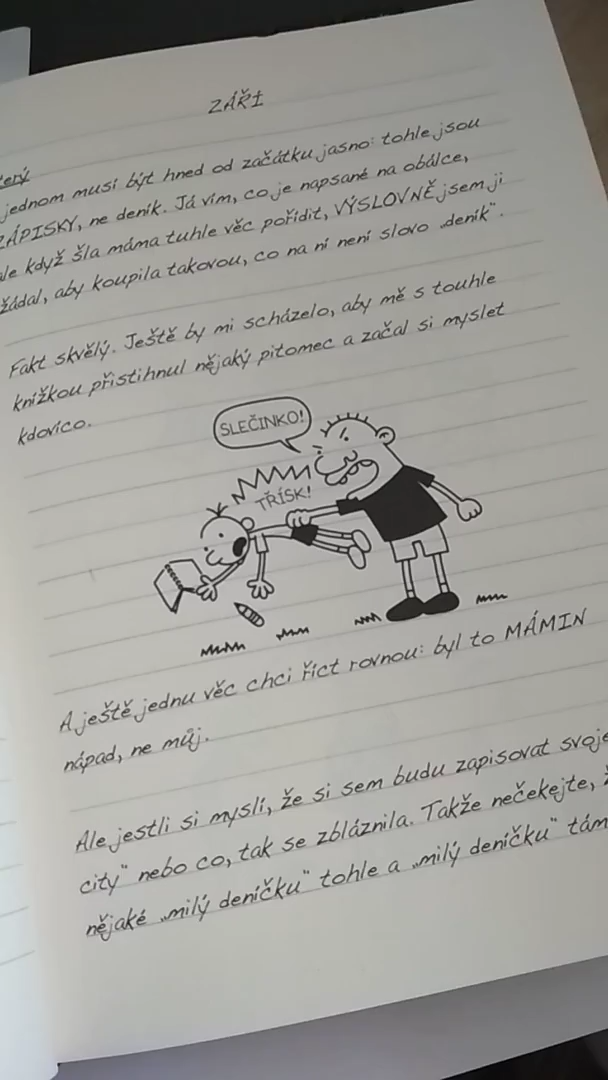 ZÁŘÍ
jednom musí být hned od začátku jasno: tohle jsou
ZÁPISKY, ne deník. Já vím, co je napsané na obálce,
ale když šla máma tuhle věc pořídit, VÝSLOVNĚ jsem ji
žádal, aby koupila takovou, co na ní není slovo „deník“.
Fakt skvělý. Ještě by mi scházelo, aby mě s touhle
knížkou přistihnul nějaký pitomec a začal si myslet
kdovíco.
SLEČINKO!
TŘÍSK!
A ještě jednu věc chci říct rovnou: byl to MÁMIN
nápad, ne můj.
Ale jestli si myslí, že si sem budu zapisovat svoje
city“ nebo co, tak se zbláznila. Takže nečekejte,
nějaké „milý deníčku“ tohle a „milý deníčku“ tám